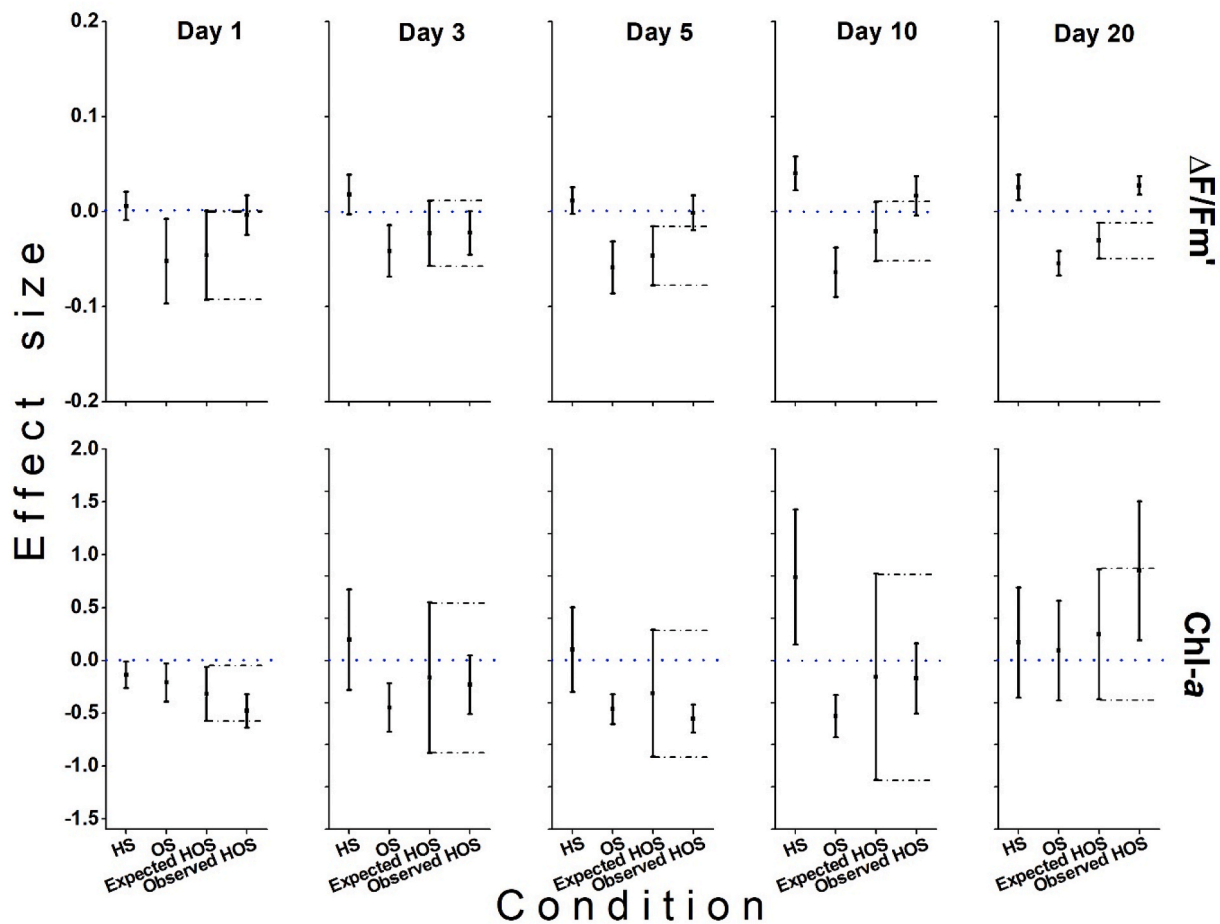 Day 1 Day 3 Day 5 Day 10 Day 20
0.2
0.1
0.0
-0.1
-0.2
ΔF/Fm'
Effect size
2.0
1.5
1.0
0.5
0.0
-0.5
-1.0
-1.5
Chl-a
HS OS Expected HOS Observed HOS
HS OS Expected HOS Observed HOS
HS OS Expected HOS Observed HOS
HS OS Expected HOS Observed HOS
HS OS Expected HOS Observed HOS
Condition